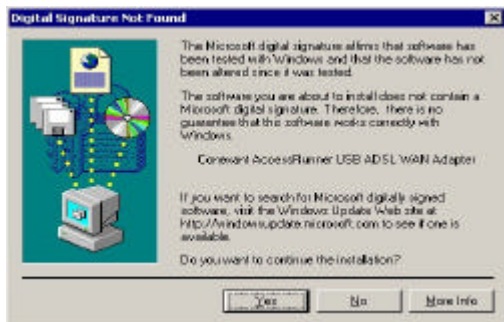 Digital Signature Not Found
The Microsoft digital signature affirms that software has
been tested with Windows and that the software has not
been altered since it was tested.
The software you are about to install does not contain a
Microsoft digital signature. Therefore, there is no
guarantee that this software works correctly with
Windows.
Conexant AccessRunner USB ADSL WAN Adapter
If you want to search for Microsoft digitally signed
software, visit the Windows Update Web site at
http://windowsupdate.microsoft.com to see if one is
available.
Do you want to continue the installation?
Yes
No
More Info